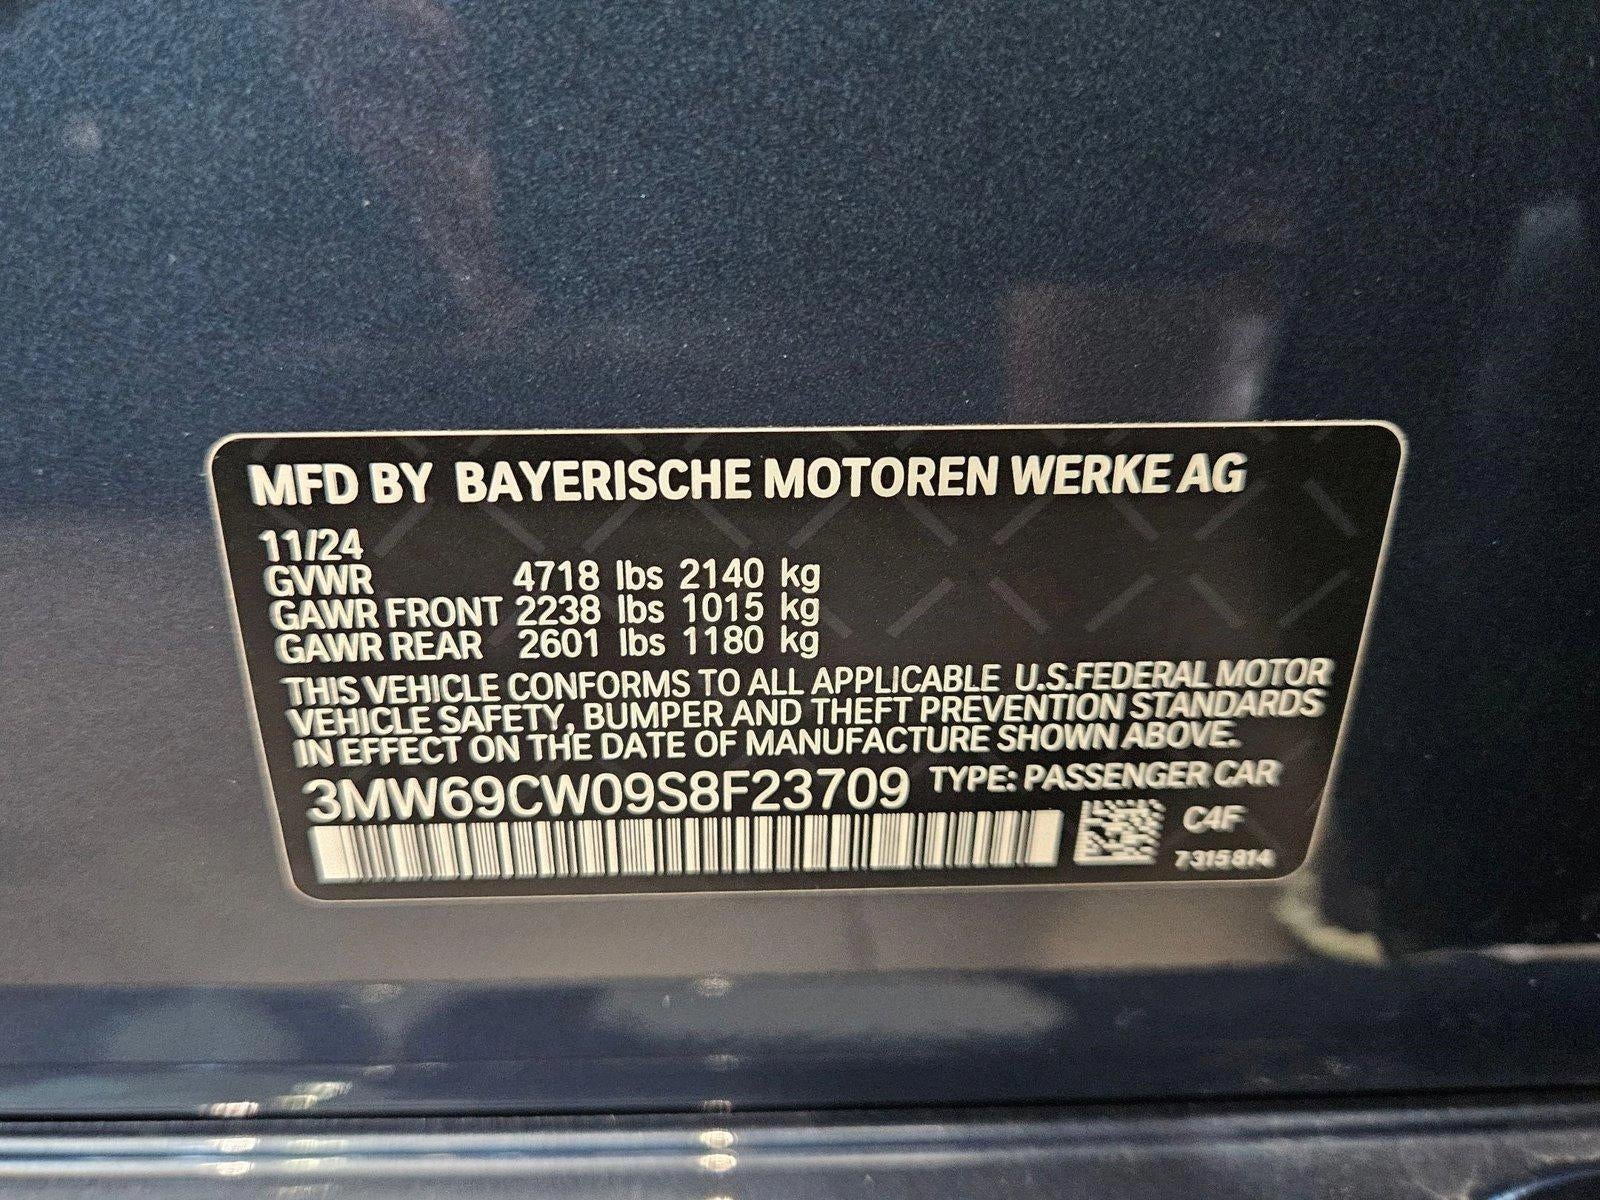 MFD BY BAYERISCHE MOTOREN WERKE AG
11/24
GVWR 4718 lbs 2140 kg
GAWR FRONT 2238 lbs 1015 kg
GAWR REAR 2601 lbs 1180 kg
THIS VEHICLE CONFORMS TO ALL APPLICABLE U.S.FEDERAL MOTOR
VEHICLE SAFETY, BUMPER AND THEFT PREVENTION STANDARDS
IN EFFECT ON THE DATE OF MANUFACTURE SHOWN ABOVE.
3MW69CW09S8F23709 TYPE: PASSENGER CAR
C4F
7315814